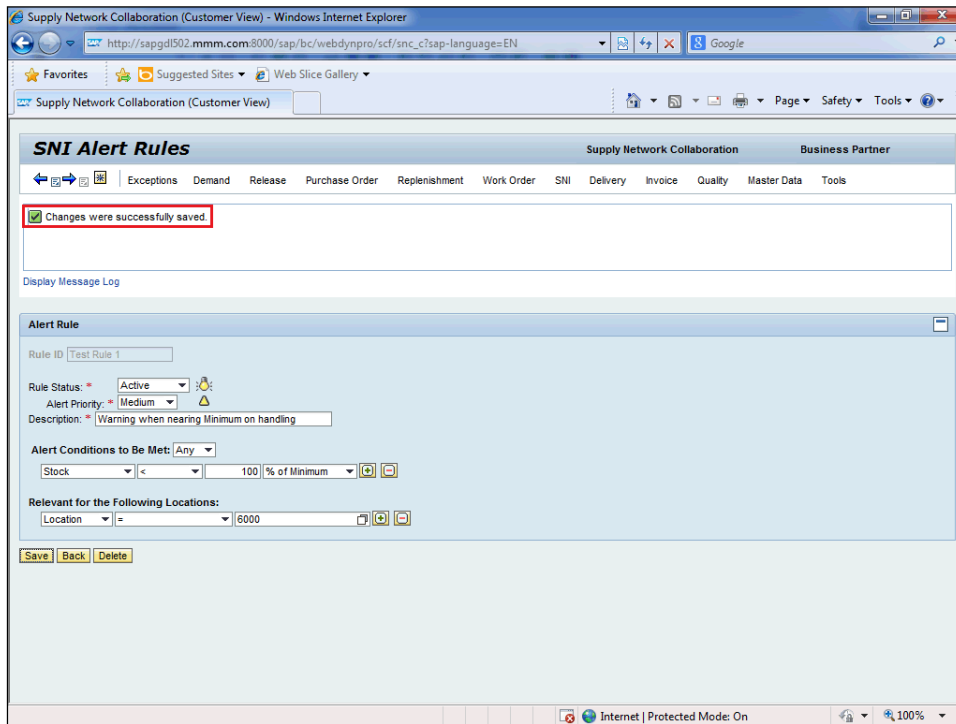 Supply Network Collaboration (Customer View) - Windows Internet Explorer
http://sapgdl502.mmm.com:8000/sap/bc/webdynpro/scf/snc_c?sap-language=EN
Google
Favorites Suggested Sites Web Slice Gallery
Supply Network Collaboration (Customer View) Page Safety Tools
SNI Alert Rules Supply Network Collaboration Business Partner
Exceptions Demand Release Purchase Order Replenishment Work Order SNI Delivery Invoice Quality Master Data Tools
Changes were successfully saved.
Display Message Log
Alert Rule
Rule ID Test Rule 1
Rule Status: * Active
Alert Priority: * Medium
Description: * Warning when nearing Minimum on handling
Alert Conditions to Be Met: Any
Stock < 100 % of Minimum
Relevant for the Following Locations:
Location = 6000
Save Back Delete
Internet | Protected Mode: On 100%